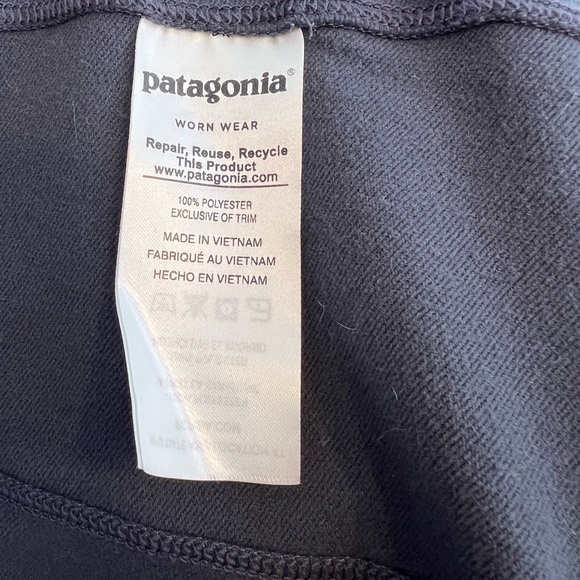 patagonia®
WORN WEAR
Repair, Reuse, Recycle
This Product
www.patagonia.com
100% POLYESTER
EXCLUSIVE OF TRIM
MADE IN VIETNAM
FABRIQUÉ AU VIETNAM
HECHO EN VIETNAM